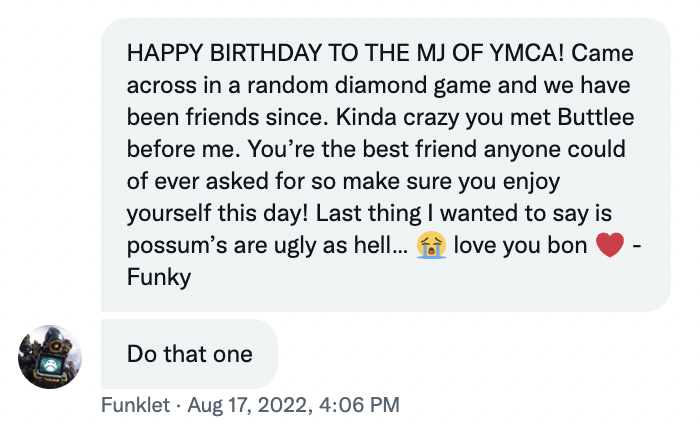 HAPPY BIRTHDAY TO THE MJ OF YMCA! Came
across in a random diamond game and we have
been friends since. Kinda crazy you met Buttlee
before me. You’re the best friend anyone could
of ever asked for so make sure you enjoy
yourself this day! Last thing I wanted to say is
possum’s are ugly as hell... 😭 love you bon ❤️ -
Funky
Do that one
Funklet · Aug 17, 2022, 4:06 PM